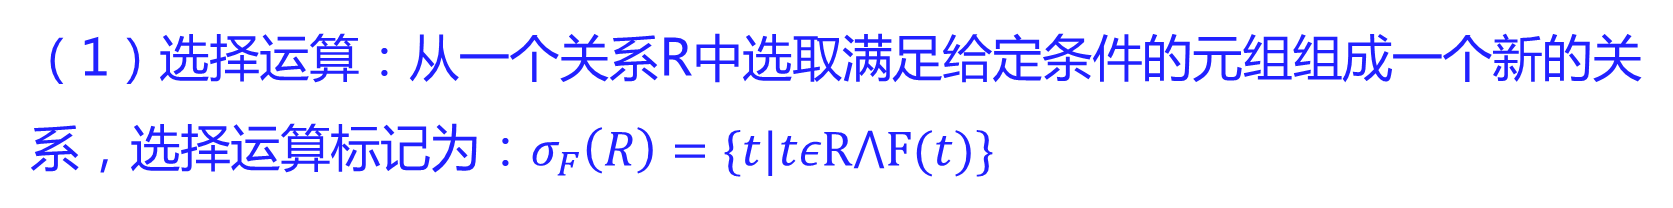 （1）选择运算：从一个关系R中选取满足给定条件的元组组成一个新的关
系，选择运算标记为：σ_F(R) = {t|tϵR⋀F(t)}